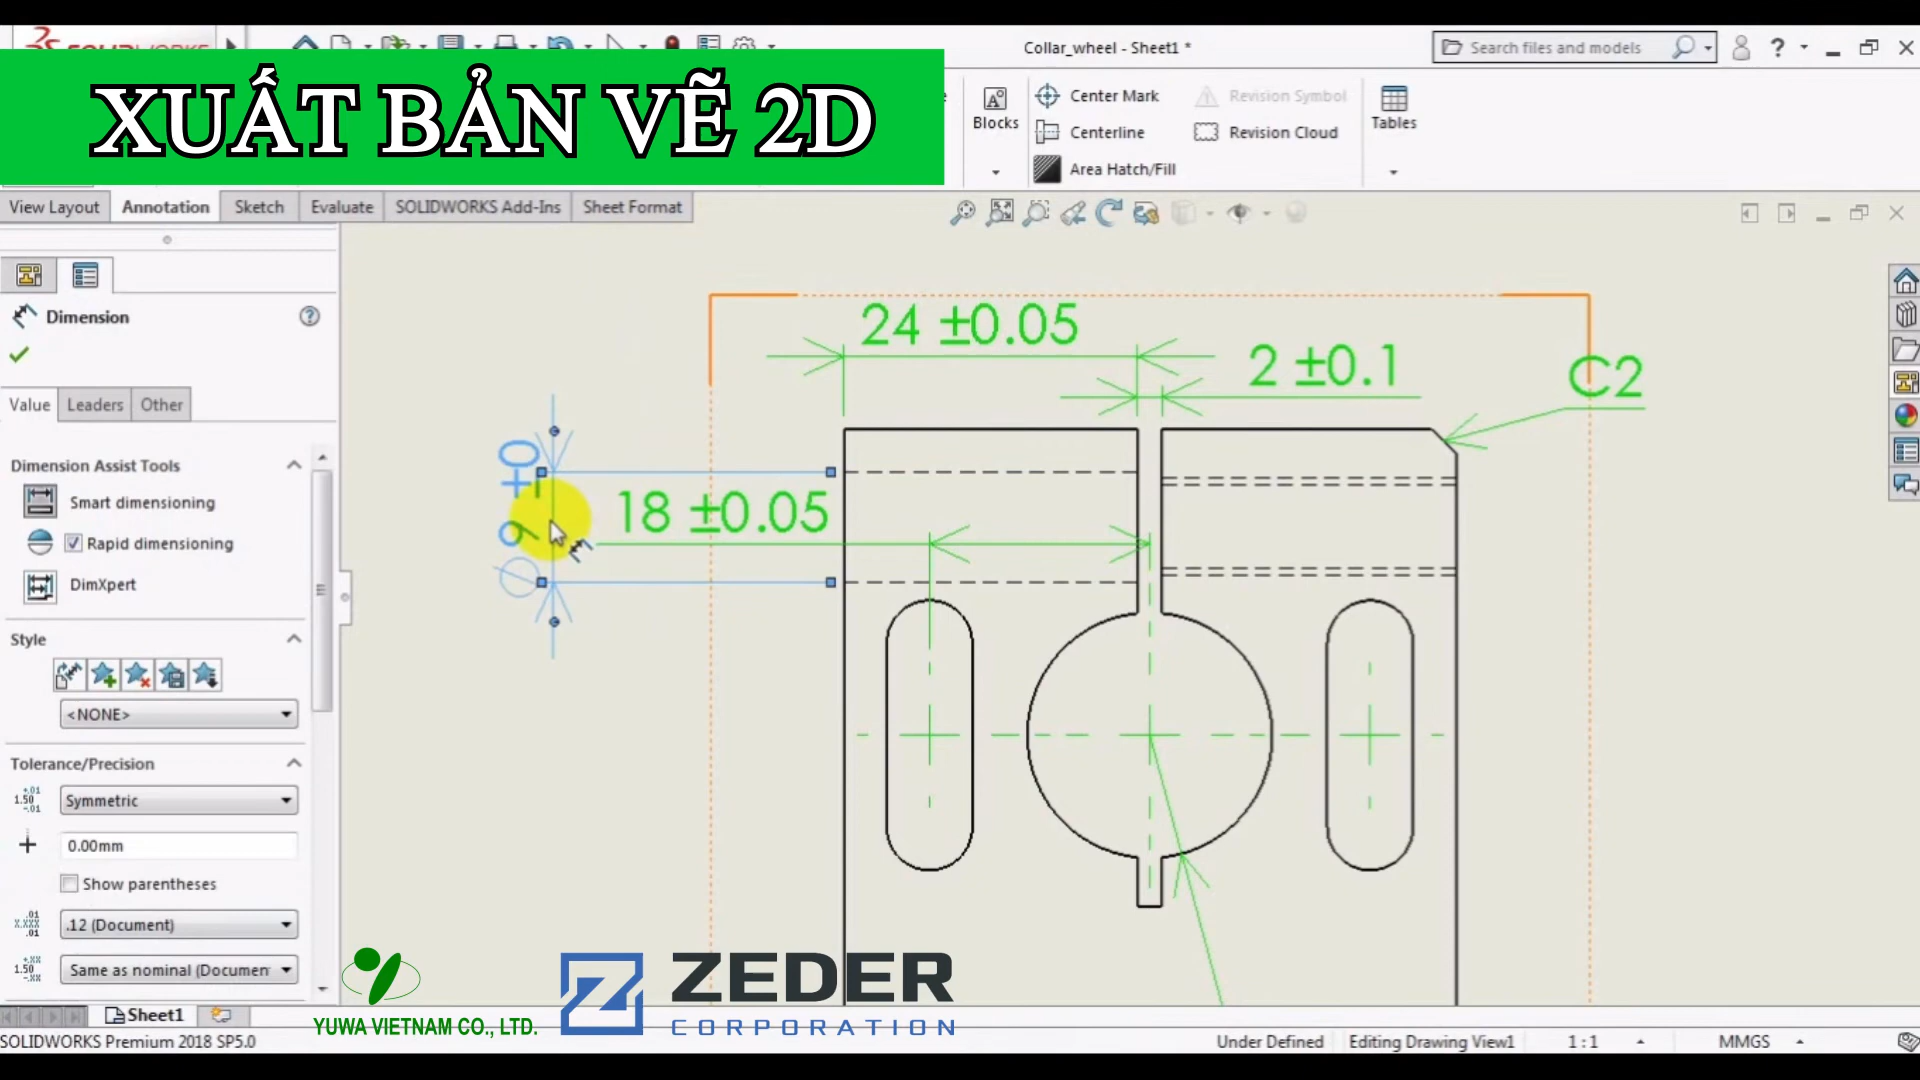 Collar_wheel - Sheet1 *
Search files and models
?
XUẤT BẢN VẼ 2D
Blocks
Center Mark
Centerline
Area Hatch/Fill
Revision Symbol
Revision Cloud
Tables
View Layout
Annotation
Sketch
Evaluate
SOLIDWORKS Add-Ins
Sheet Format
Dimension
?
Value
Leaders
Other
Dimension Assist Tools
Smart dimensioning
Rapid dimensioning
DimXpert
Style
<NONE>
Tolerance/Precision
Symmetric
0.00mm
Show parentheses
.12 (Document)
Same as nominal (Documen
24 ±0.05
2 ±0.1
C2
18 ±0.05
∅ 9 ±0
Sheet1
YUWA VIETNAM CO., LTD.
ZEDER
CORPORATION
SOLIDWORKS Premium 2018 SP5.0
Under Defined
Editing Drawing View1
1 : 1
MMGS